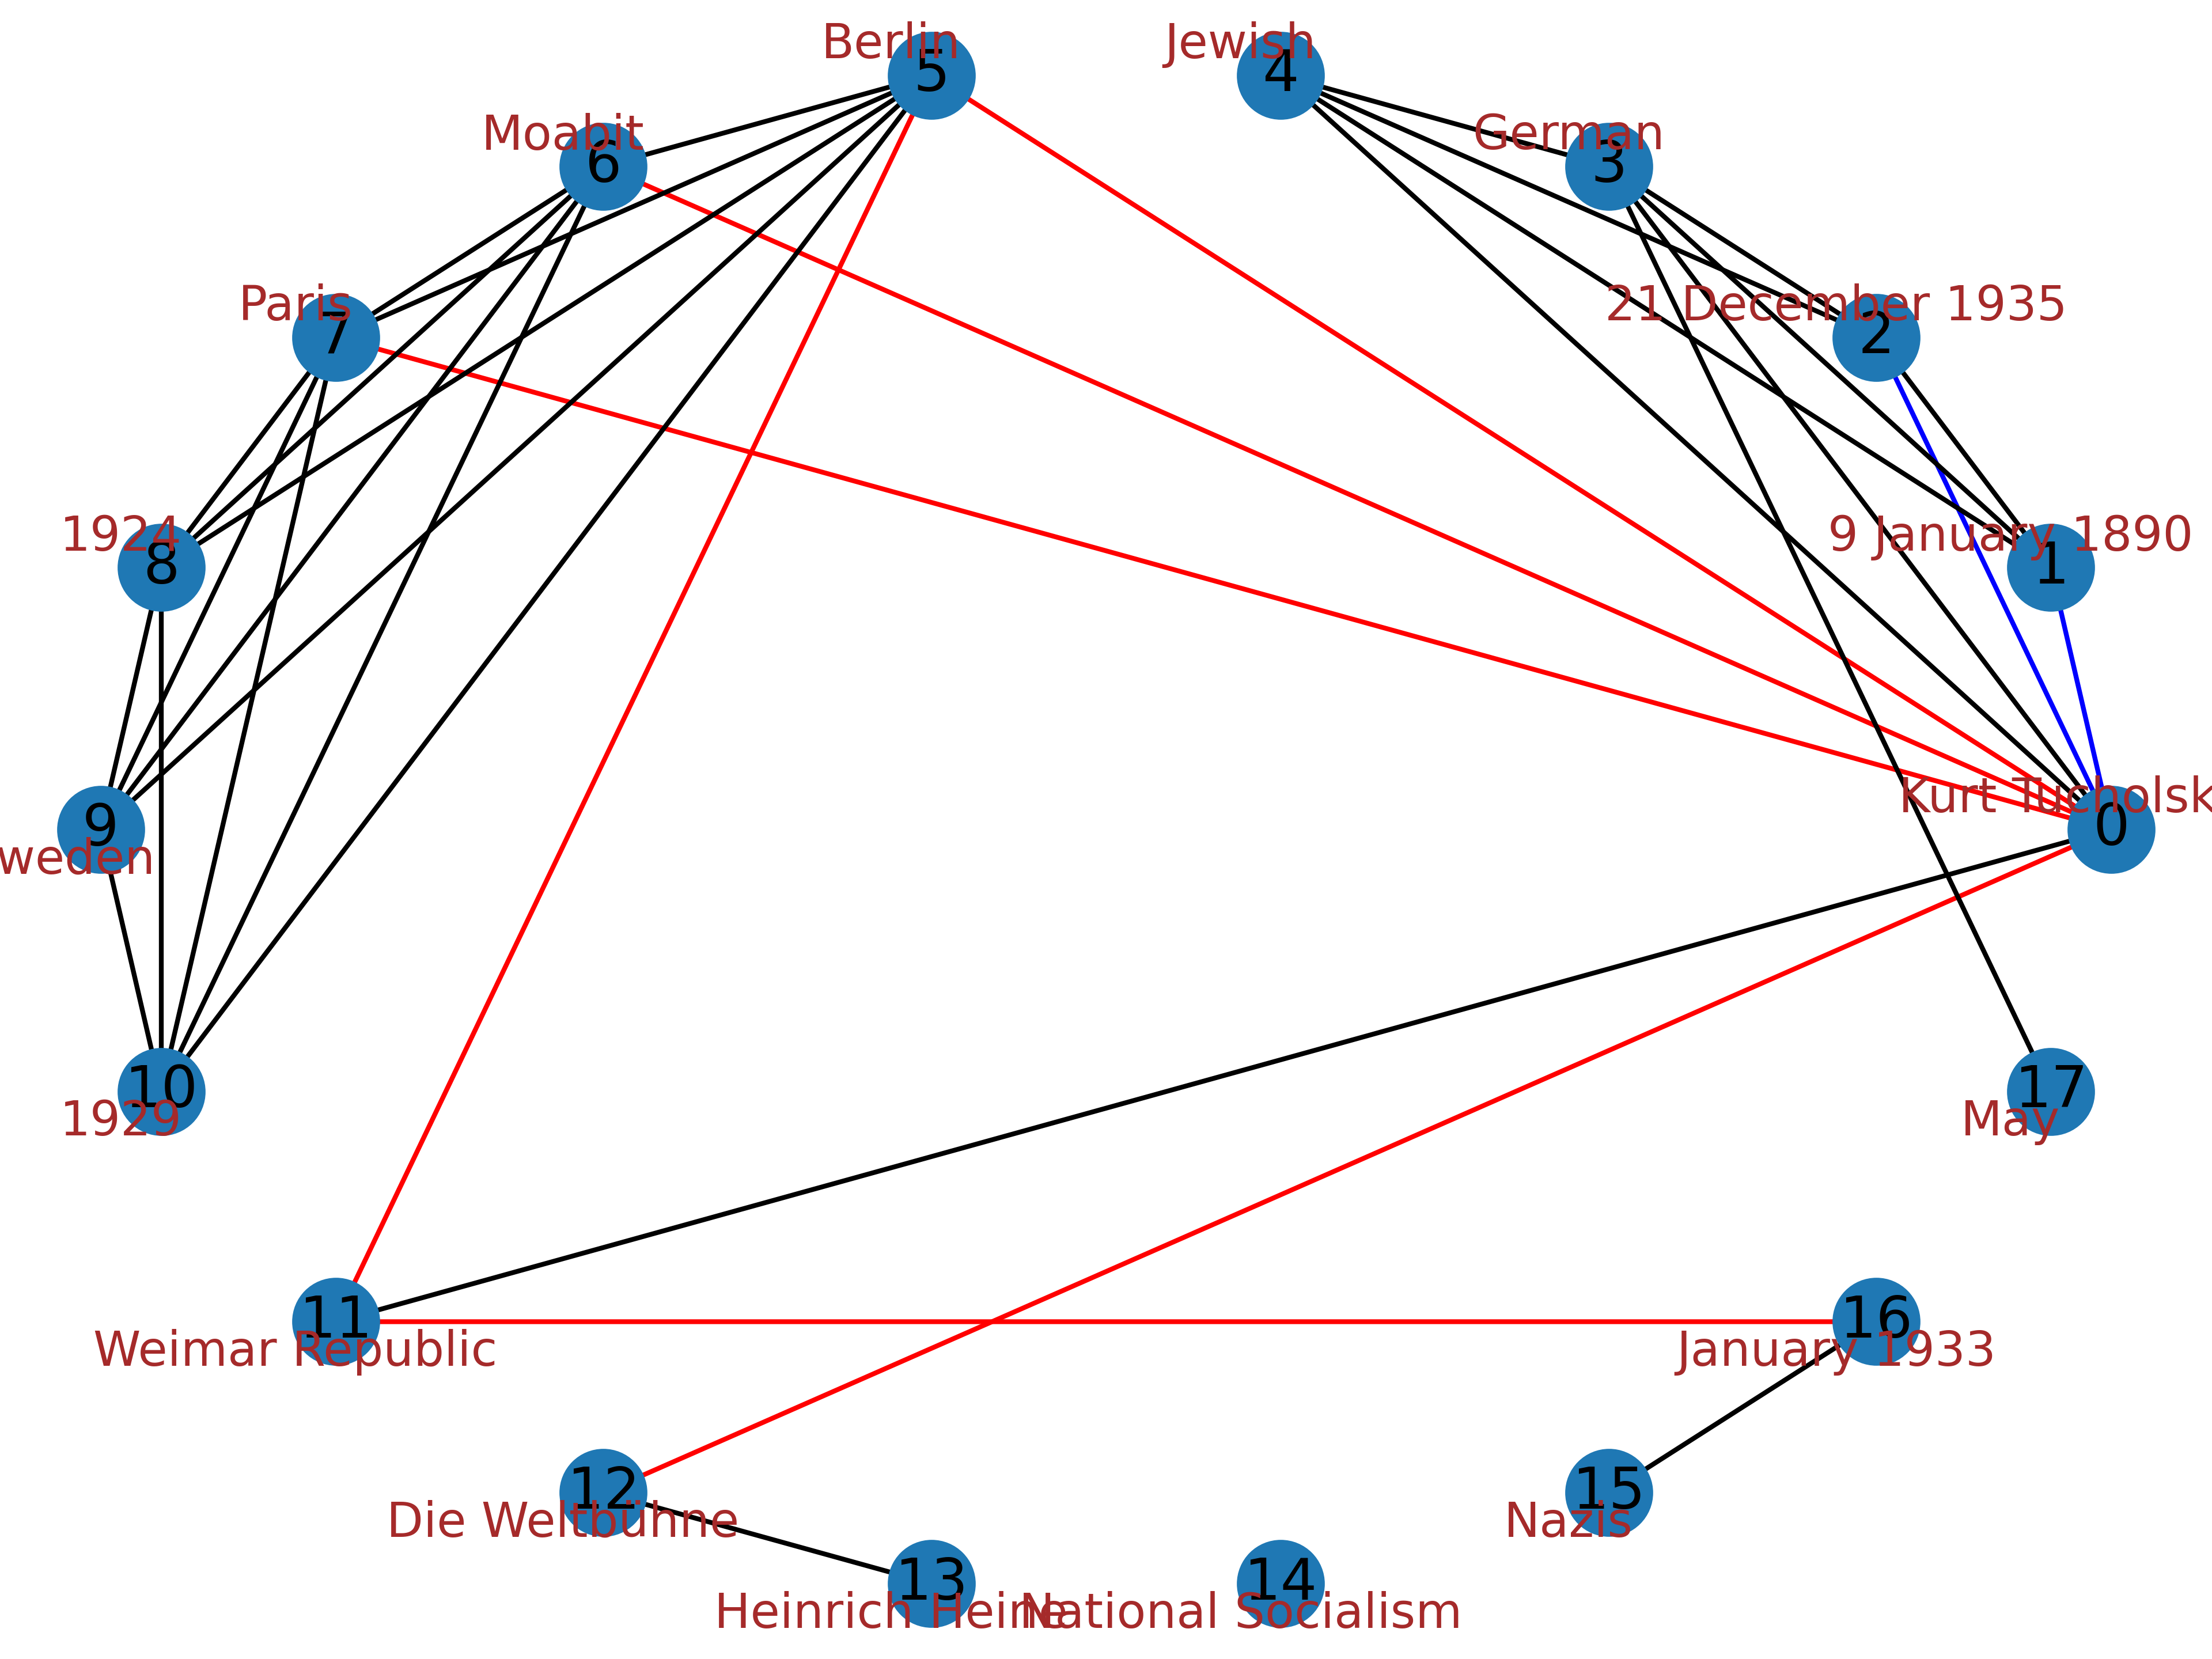 Berlin
5
Jewish
4
Moabit
6
German
3
Paris
7
21 December 1935
2
1924
8
9 January 1890
1
Kurt Tucholsk
0
9
weden
10
1929
17
May
11
Weimar Republic
16
January 1933
12
Die Weltbühne
15
Nazis
13
Heinrich Heine
14
National Socialism